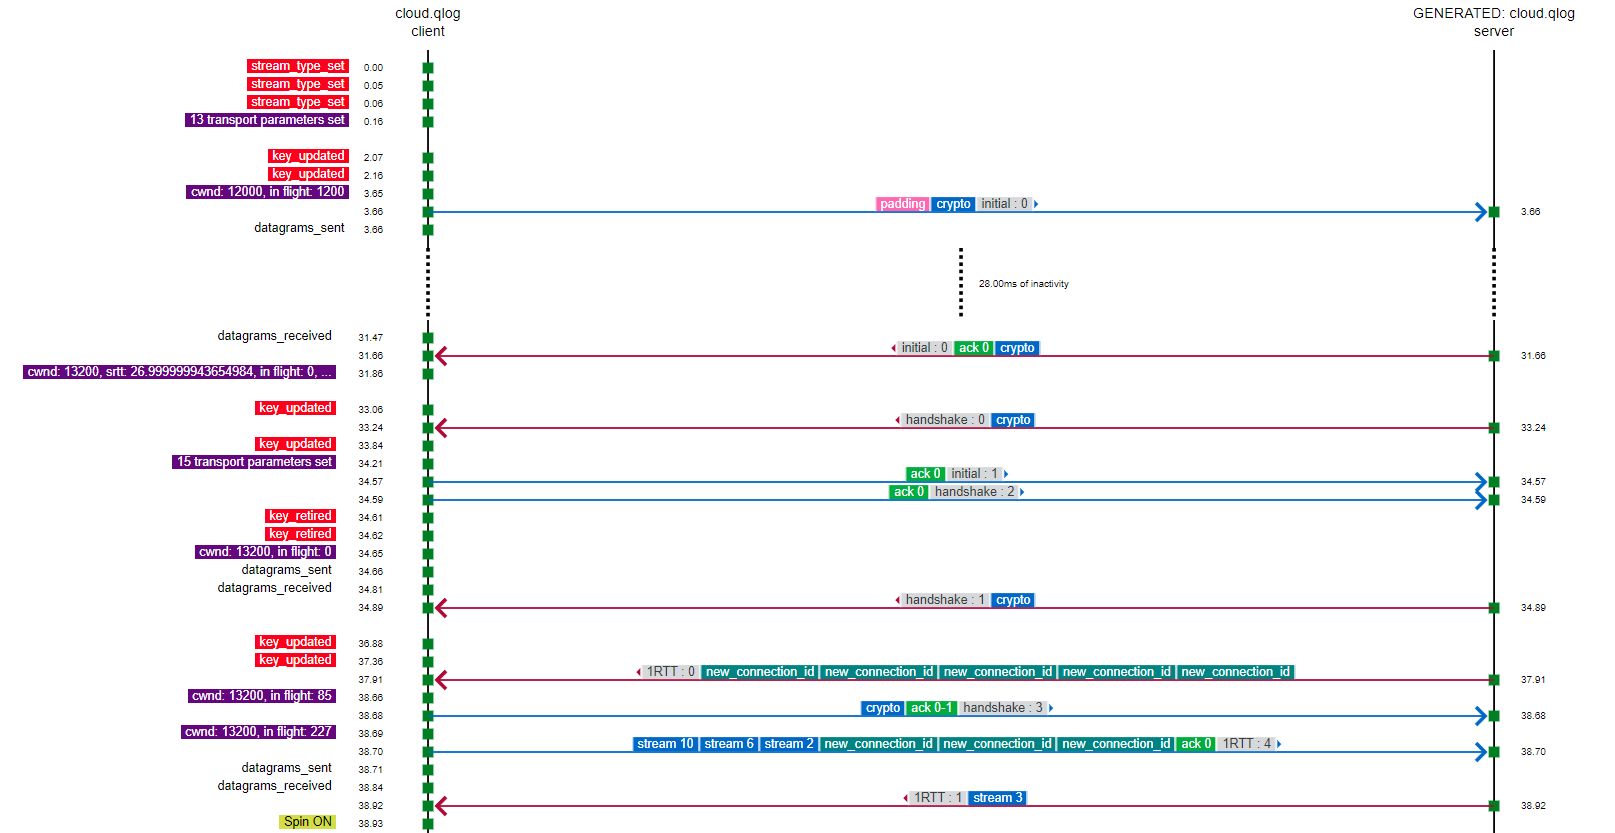 cloud.qlog
client
GENERATED: cloud.qlog
server
stream_type_set 0.00
stream_type_set 0.05
stream_type_set 0.06
13 transport parameters set 0.16
key_updated 2.07
key_updated 2.16
cwnd: 12000, in flight: 1200 3.65
3.66 padding crypto initial : 0 3.66
datagrams_sent 3.66
28.00ms of inactivity
datagrams_received 31.47
31.66 initial : 0 ack 0 crypto 31.66
cwnd: 13200, srtt: 26.999999943654984, in flight: 0, ... 31.86
key_updated 33.06
33.24 handshake : 0 crypto 33.24
key_updated 33.84
15 transport parameters set 34.21
34.57 ack 0 initial : 1 34.57
34.59 ack 0 handshake : 2 34.59
key_retired 34.61
key_retired 34.62
cwnd: 13200, in flight: 0 34.65
datagrams_sent 34.66
datagrams_received 34.81
34.89 handshake : 1 crypto 34.89
key_updated 36.88
key_updated 37.36
37.91 1RTT : 0 new_connection_id new_connection_id new_connection_id new_connection_id new_connection_id 37.91
cwnd: 13200, in flight: 85 38.66
38.68 crypto ack 0-1 handshake : 3 38.68
cwnd: 13200, in flight: 227 38.69
38.70 stream 10 stream 6 stream 2 new_connection_id new_connection_id new_connection_id ack 0 1RTT : 4 38.70
datagrams_sent 38.71
datagrams_received 38.84
38.92 1RTT : 1 stream 3 38.92
Spin ON 38.93